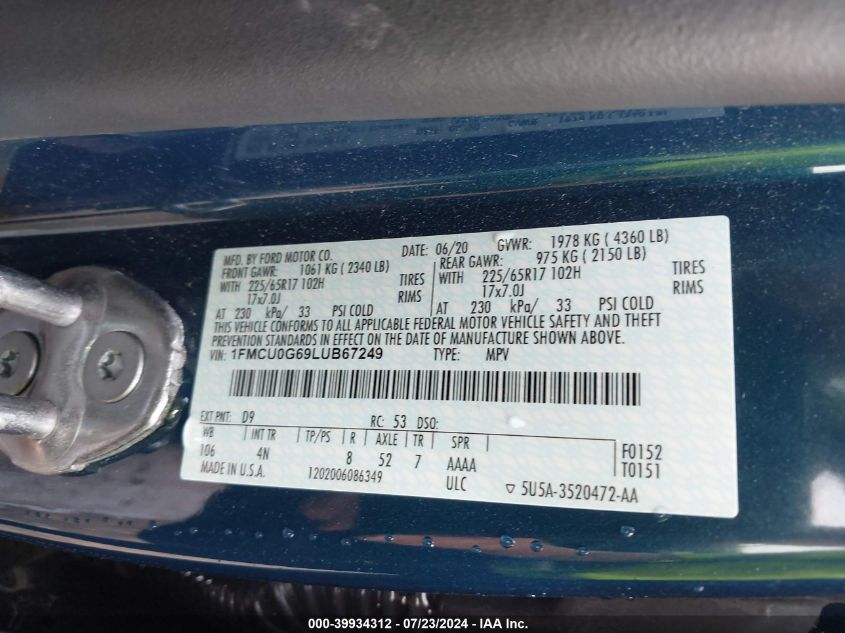 MFD. BY FORD MOTOR CO. DATE: 06/20 GVWR: 1978 KG ( 4360 LB)
FRONT GAWR: 1061 KG ( 2340 LB) REAR GAWR: 975 KG ( 2150 LB)
WITH 225/65R17 102H TIRES WITH 225/65R17 102H TIRES
17x7.0J RIMS 17x7.0J RIMS
AT 230 kPa/ 33 PSI COLD AT 230 kPa/ 33 PSI COLD
THIS VEHICLE CONFORMS TO ALL APPLICABLE FEDERAL MOTOR VEHICLE SAFETY AND THEFT
PREVENTION STANDARDS IN EFFECT ON THE DATE OF MANUFACTURE SHOWN ABOVE.
VIN: 1FMCU0G69LUB67249 TYPE: MPV
EXT PNT: D9 RC: 53 DSO:
WB INT TR TP/PS R AXLE TR SPR F0152
106 4N 8 52 7 AAAA T0151
MADE IN U.S.A. 1202006086349 ULC ▽ 5U5A-3520472-AA
000-39934312 - 07/23/2024 - IAA Inc.